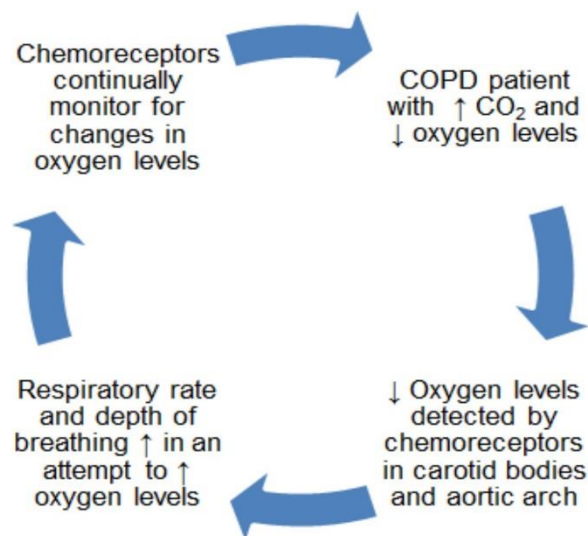 Chemoreceptors
continually
monitor for
changes in
oxygen levels
COPD patient
with ↑ CO₂ and
↓ oxygen levels
↓ Oxygen levels
detected by
chemoreceptors
in carotid bodies
and aortic arch
Respiratory rate
and depth of
breathing ↑ in an
attempt to ↑
oxygen levels